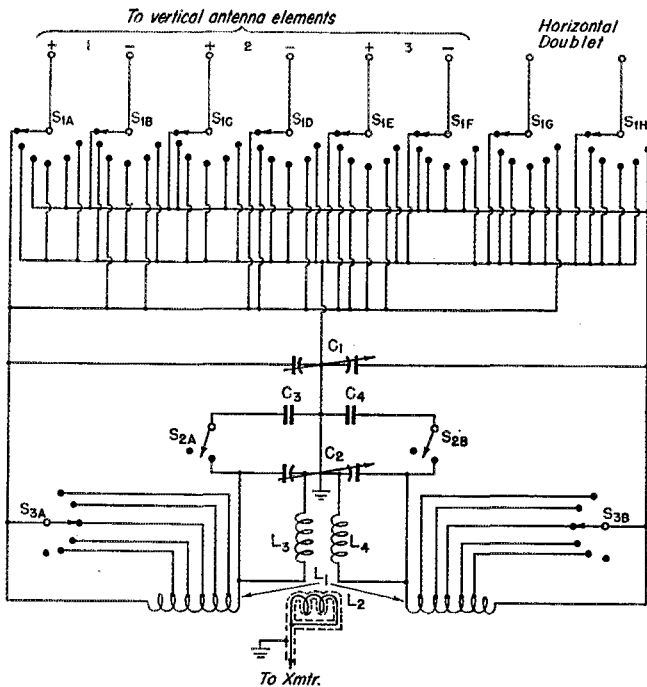 To vertical antenna elements
Horizontal
Doublet
+ 1 - + 2 - + 3 -
S1A S1B S1C S1D S1E S1F S1G S1H
C1
C3 C4
S2A S2B
C2
S3A S3B
L3 L4
L1
L2
To Xmtr.